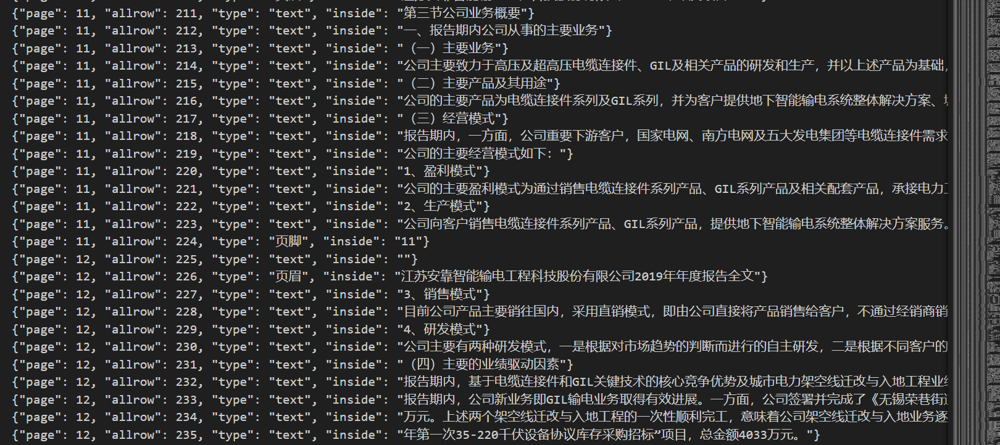 {"page": 11, "allrow": 211, "type": "text", "inside": "第三节公司业务概要"}
{"page": 11, "allrow": 212, "type": "text", "inside": "一、报告期内公司从事的主要业务"}
{"page": 11, "allrow": 213, "type": "text", "inside": "（一）主要业务"}
{"page": 11, "allrow": 214, "type": "text", "inside": "公司主要致力于高压及超高压电缆连接件、GIL及相关产品的研发和生产，并以上述产品为基础，
{"page": 11, "allrow": 215, "type": "text", "inside": "（二）主要产品及其用途"}
{"page": 11, "allrow": 216, "type": "text", "inside": "公司的主要产品为电缆连接件系列及GIL系列，并为客户提供地下智能输电系统整体解决方案、
{"page": 11, "allrow": 217, "type": "text", "inside": "（三）经营模式"}
{"page": 11, "allrow": 218, "type": "text", "inside": "报告期内，一方面，公司重要下游客户，国家电网、南方电网及五大发电集团等电缆连接件需求
{"page": 11, "allrow": 219, "type": "text", "inside": "公司的主要经营模式如下："}
{"page": 11, "allrow": 220, "type": "text", "inside": "1、盈利模式"}
{"page": 11, "allrow": 221, "type": "text", "inside": "公司的主要盈利模式为通过销售电缆连接件系列产品、GIL系列产品及相关配套产品，承接电力
{"page": 11, "allrow": 222, "type": "text", "inside": "2、生产模式"}
{"page": 11, "allrow": 223, "type": "text", "inside": "公司向客户销售电缆连接件系列产品、GIL系列产品，提供地下智能输电系统整体解决方案服务。
{"page": 11, "allrow": 224, "type": "页脚", "inside": "11"}
{"page": 12, "allrow": 225, "type": "text", "inside": ""}
{"page": 12, "allrow": 226, "type": "页眉", "inside": "江苏安靠智能输电工程科技股份有限公司2019年年度报告全文"}
{"page": 12, "allrow": 227, "type": "text", "inside": "3、销售模式"}
{"page": 12, "allrow": 228, "type": "text", "inside": "目前公司产品主要销往国内，采用直销模式，即由公司直接将产品销售给客户，不通过经销商销
{"page": 12, "allrow": 229, "type": "text", "inside": "4、研发模式"}
{"page": 12, "allrow": 230, "type": "text", "inside": "公司主要有两种研发模式，一是根据对市场趋势的判断而进行的自主研发，二是根据不同客户的
{"page": 12, "allrow": 231, "type": "text", "inside": "（四）主要的业绩驱动因素"}
{"page": 12, "allrow": 232, "type": "text", "inside": "报告期内，基于电缆连接件和GIL关键技术的核心竞争优势及城市电力架空线迁改与入地工程业
{"page": 12, "allrow": 233, "type": "text", "inside": "报告期内，公司新业务即GIL输电业务取得有效进展。一方面，公司签署并完成了《无锡荣巷街
{"page": 12, "allrow": 234, "type": "text", "inside": "万元。上述两个架空线迁改与入地工程的一次性顺利完工，意味着公司架空线迁改与入地业务逐
{"page": 12, "allrow": 235, "type": "text", "inside": "年第一次35-220千伏设备协议库存采购招标”项目，总金额4033万元。"}